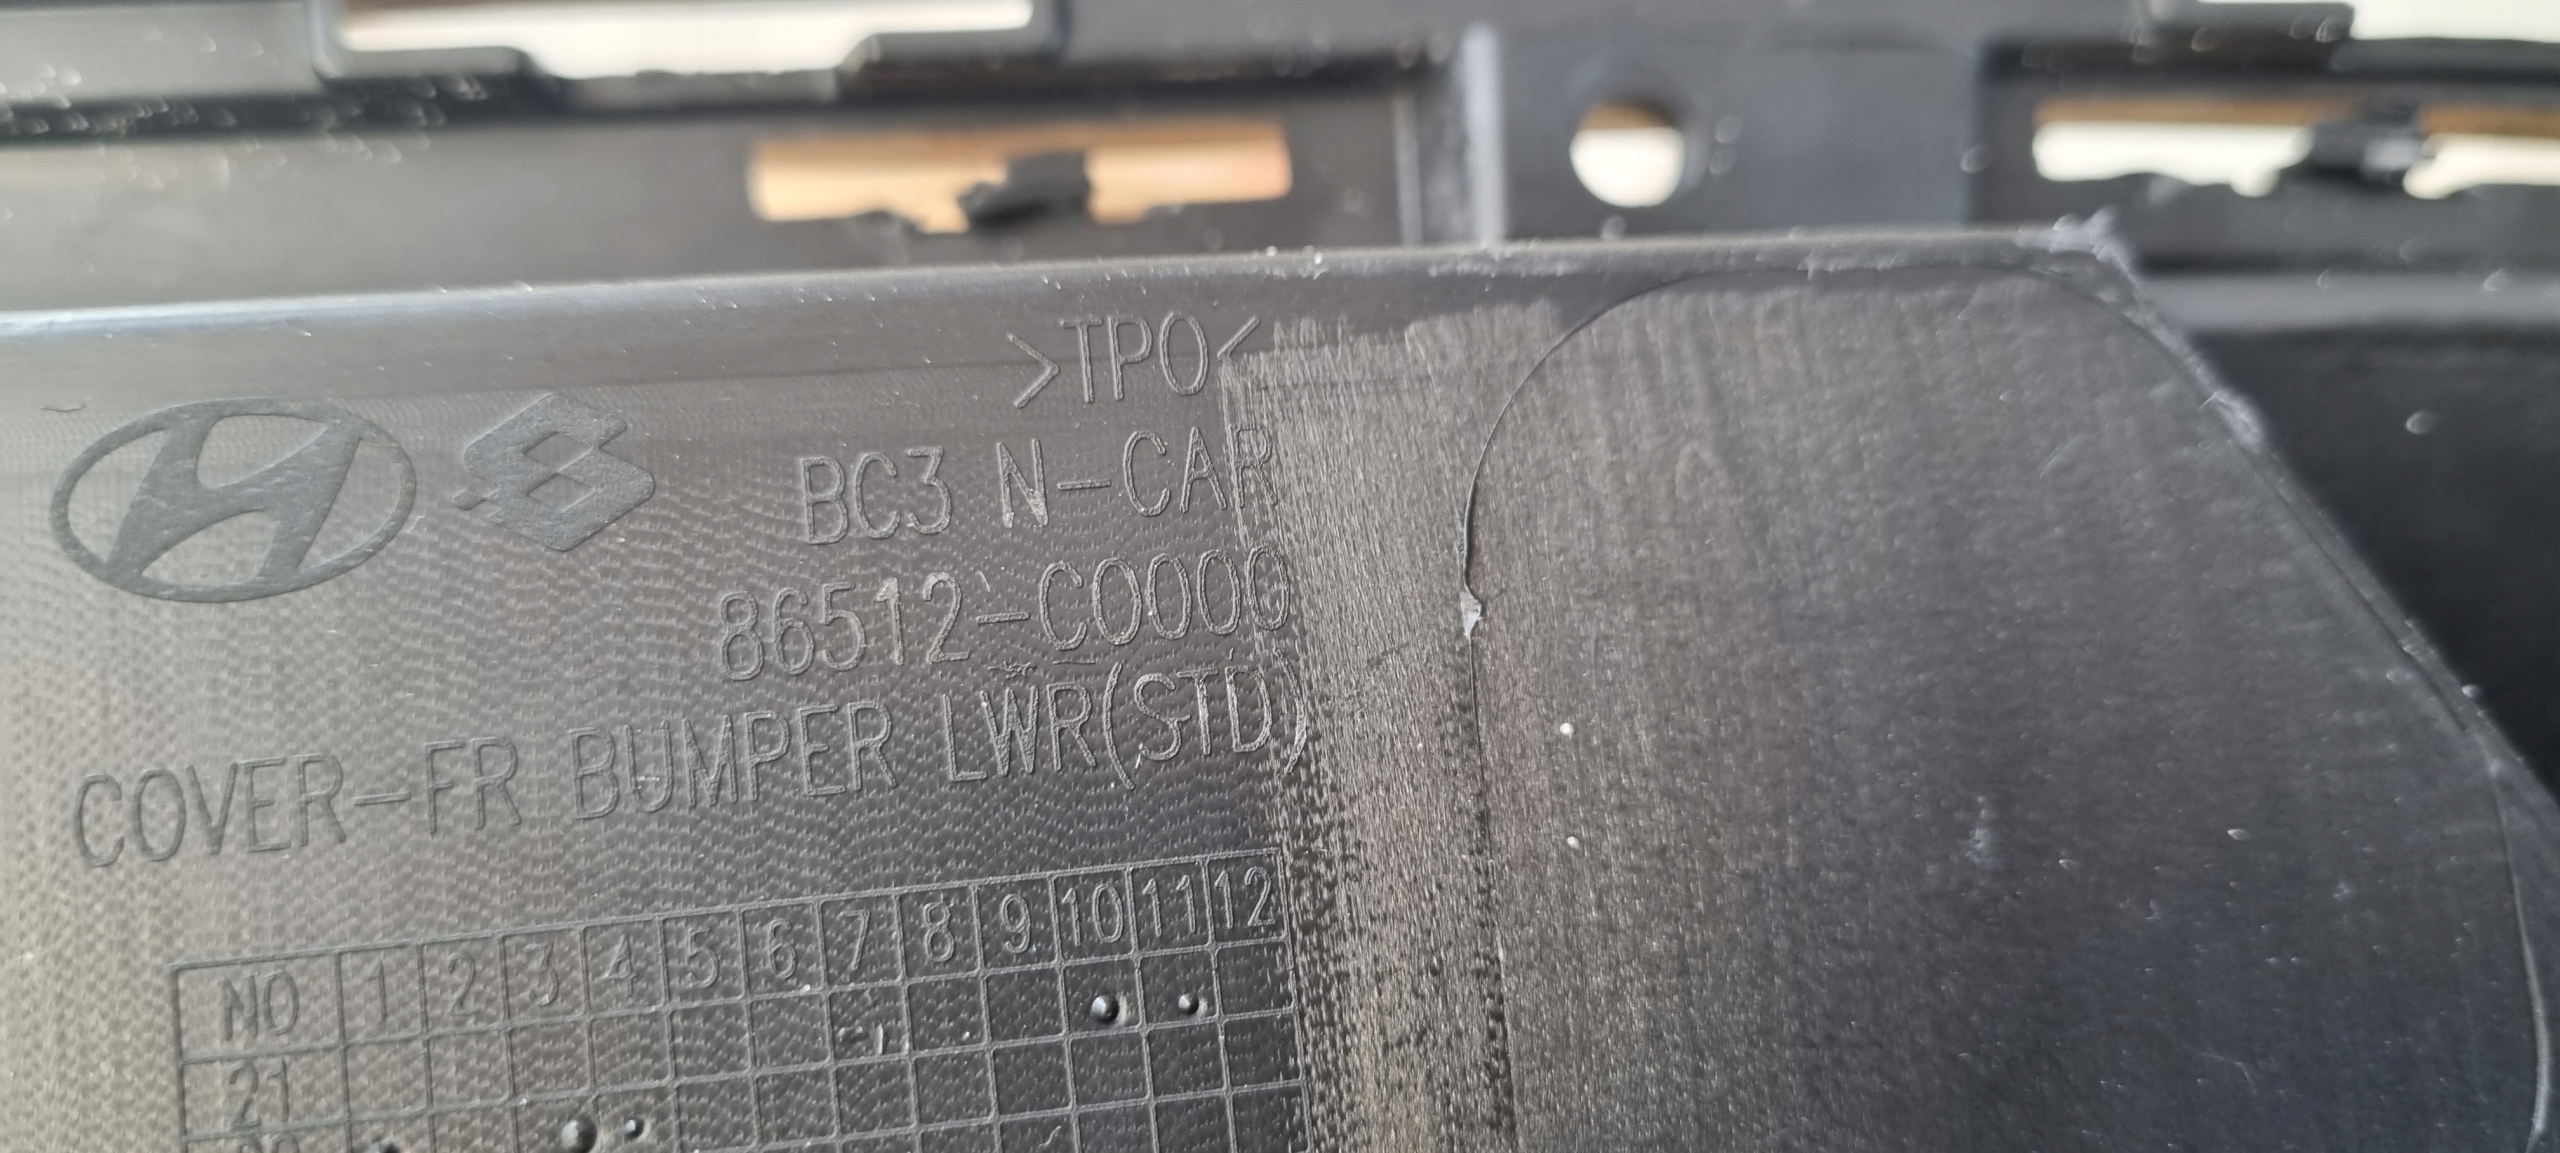 >TPO<
BC3 N-CAR
86512-C0000
COVER-FR BUMPER LWR(STD)
NO 1 2 3 4 5 6 7 8 9 10 11 12
21